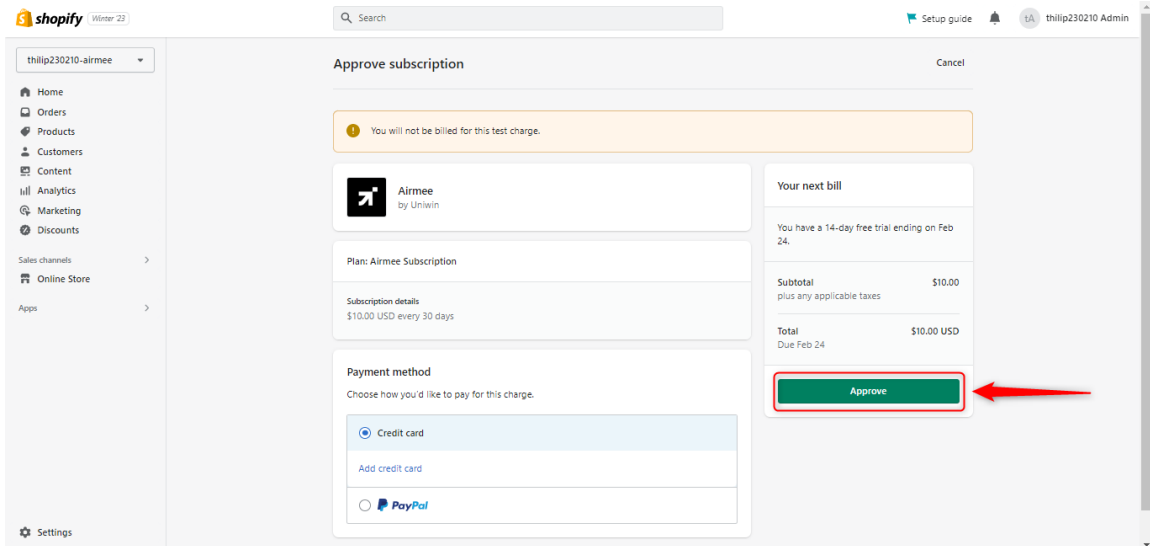 shopify Winter '23
Search
Setup guide
tA thilip230210 Admin
thilip230210-airmee
Home
Orders
Products
Customers
Content
Analytics
Marketing
Discounts
Sales channels
Online Store
Apps
Settings
Approve subscription
Cancel
You will not be billed for this test charge.
Airmee
by Uniwin
Plan: Airmee Subscription
Subscription details
$10.00 USD every 30 days
Payment method
Choose how you'd like to pay for this charge.
Credit card
Add credit card
PayPal
Your next bill
You have a 14-day free trial ending on Feb
24.
Subtotal $10.00
plus any applicable taxes
Total $10.00 USD
Due Feb 24
Approve